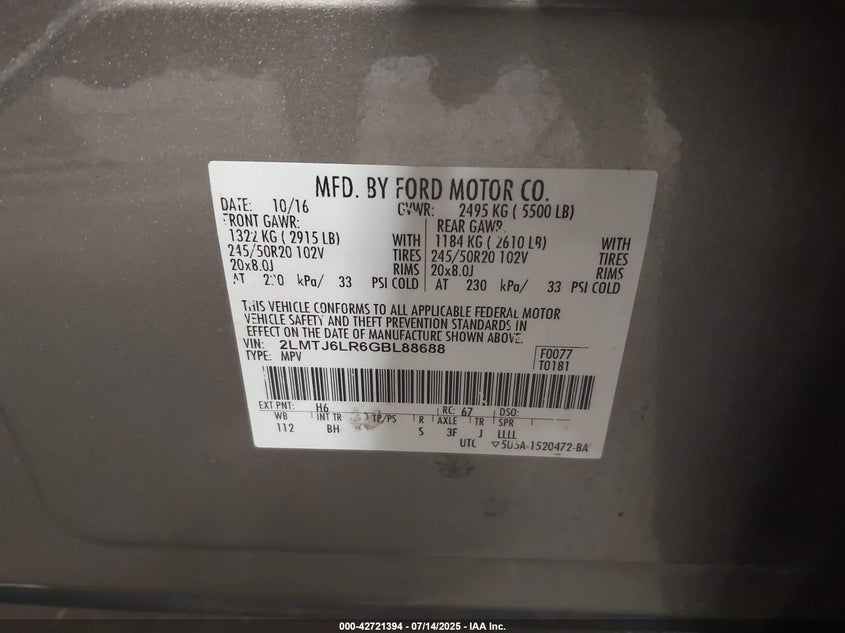 MFD. BY FORD MOTOR CO.
DATE: 10/16 GVWR: 2495 KG ( 5500 LB)
FRONT GAWR: REAR GAWR:
1322 KG ( 2915 LB) WITH 1184 KG ( 2610 LB) WITH
245/50R20 102V TIRES 245/50R20 102V TIRES
20x8.0J RIMS 20x8.0J RIMS
AT 230 kPa/ 33 PSI COLD AT 230 kPa/ 33 PSI COLD
THIS VEHICLE CONFORMS TO ALL APPLICABLE FEDERAL MOTOR
VEHICLE SAFETY AND THEFT PREVENTION STANDARDS IN
EFFECT ON THE DATE OF MANUFACTURE SHOWN ABOVE.
VIN: 2LMTJ6LR6GBL88688 F0077
TYPE: MPV T0181
EXT PNT: H6 RC: 67 DSO:
WB INT TR TP/PS R AXLE TR SPR
112 BH S 3F J LLLL
UTC 5U5A-1520472-BA
000-42721394 - 07/14/2025 - IAA Inc.